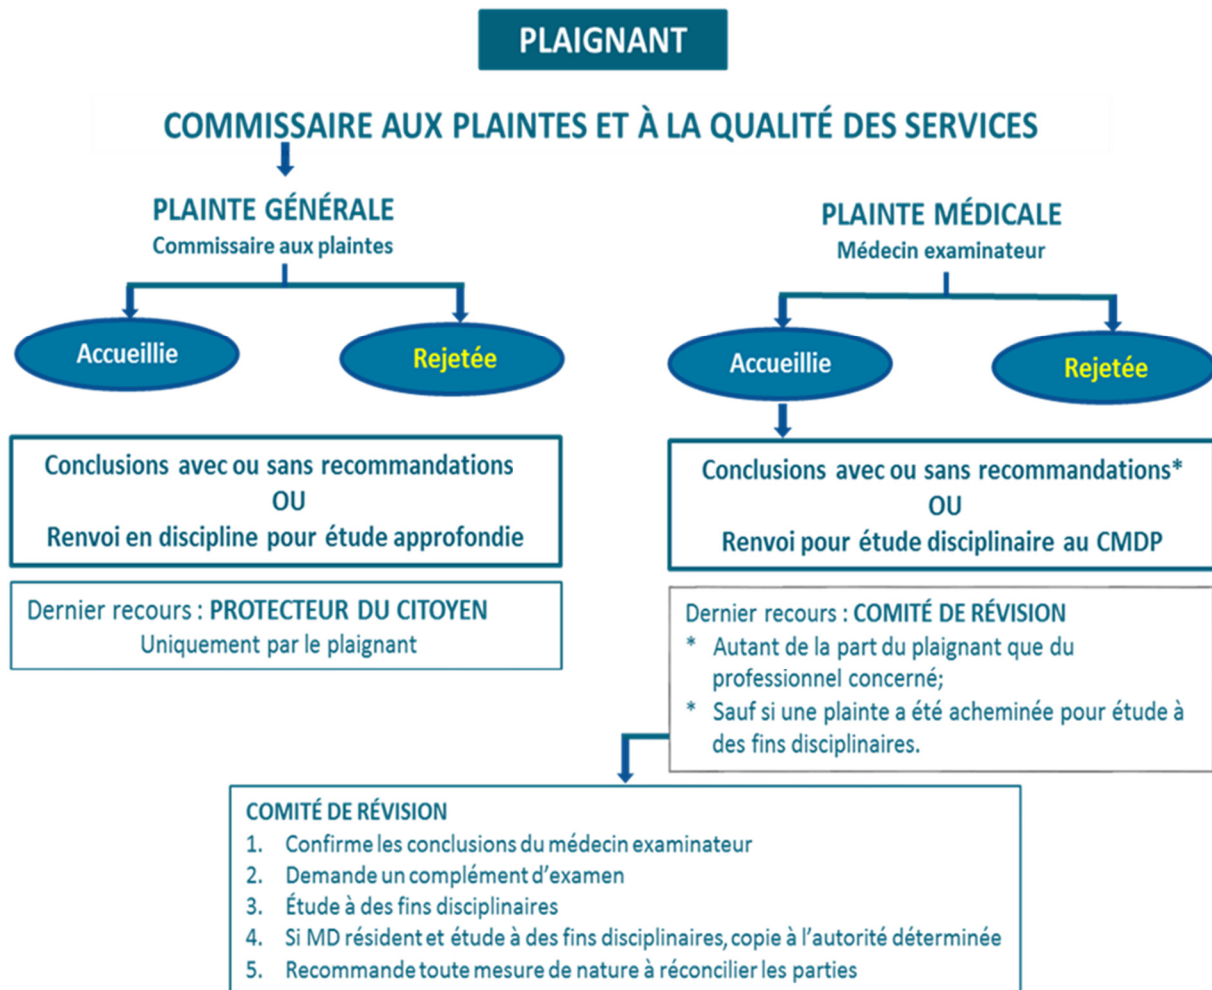 PLAIGNANT
COMMISSAIRE AUX PLAINTES ET À LA QUALITÉ DES SERVICES
PLAINTE GÉNÉRALE
Commissaire aux plaintes
Accueillie
Rejetée
Conclusions avec ou sans recommandations
OU
Renvoi en discipline pour étude approfondie
Dernier recours : PROTECTEUR DU CITOYEN
Uniquement par le plaignant
PLAINTE MÉDICALE
Médecin examinateur
Accueillie
Rejetée
Conclusions avec ou sans recommandations*
OU
Renvoi pour étude disciplinaire au CMDP
Dernier recours : COMITÉ DE RÉVISION
* Autant de la part du plaignant que du
professionnel concerné;
* Sauf si une plainte a été acheminée pour étude à
des fins disciplinaires.
COMITÉ DE RÉVISION
1. Confirme les conclusions du médecin examinateur
2. Demande un complément d'examen
3. Étude à des fins disciplinaires
4. Si MD résident et étude à des fins disciplinaires, copie à l'autorité déterminée
5. Recommande toute mesure de nature à réconcilier les parties